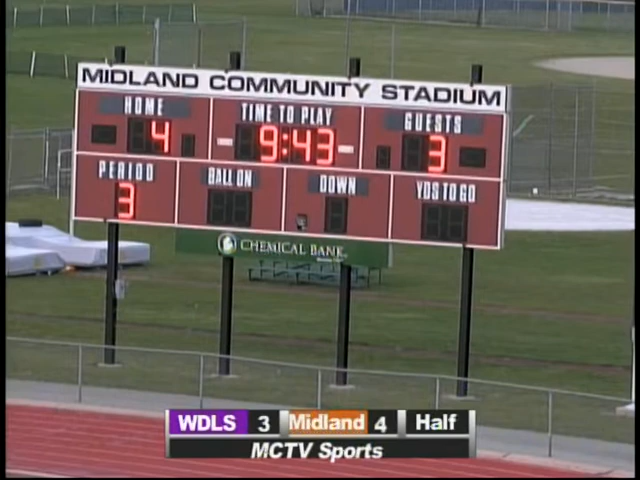 MIDLAND COMMUNITY STADIUM
HOME TIME TO PLAY GUESTS
4 9:43 3
PERIOD BALL ON DOWN YDS TO GO
3
CHEMICAL BANK
WDLS 3 Midland 4 Half
MCTV Sports